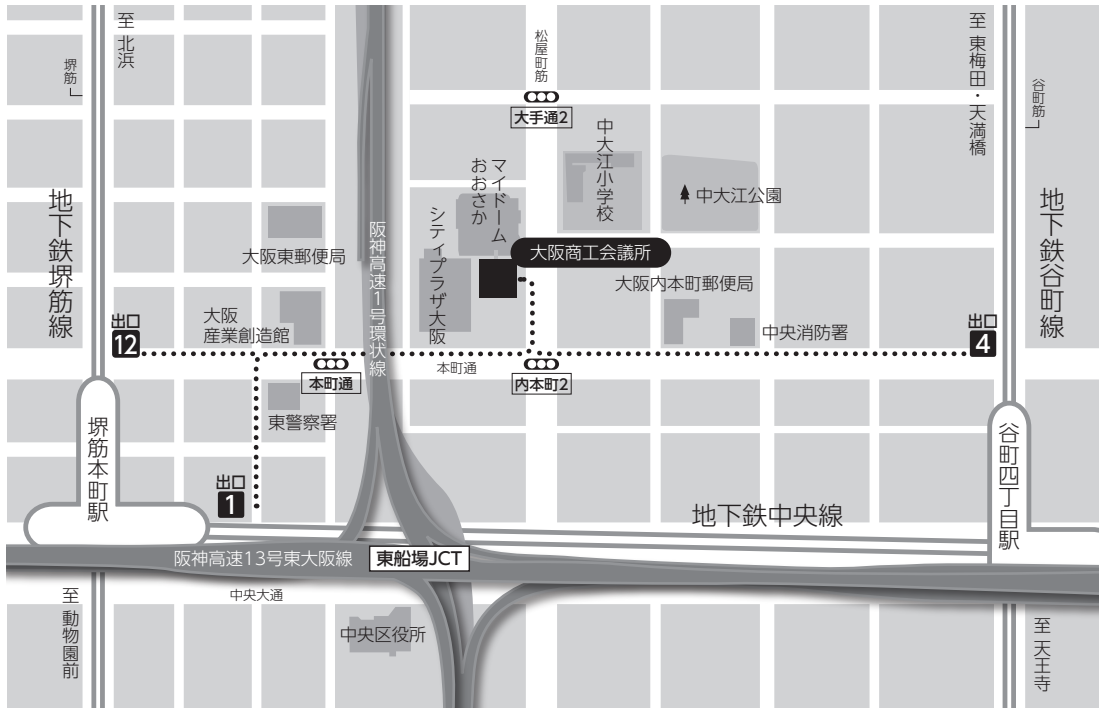 至 北浜
堺筋
松屋町筋
至 東梅田・天満橋
谷町筋
大手通2
中大江小学校
マイドーム
おおさか
中大江公園
地下鉄堺筋線
地下鉄谷町線
阪神高速1号環状線
シティプラザ大阪
大阪商工会議所
大阪東郵便局
大阪内本町郵便局
大阪
産業創造館
中央消防署
出口
12
出口
4
本町通
本町通
内本町2
東警察署
堺筋本町駅
谷町四丁目駅
出口
1
地下鉄中央線
阪神高速13号東大阪線
東船場JCT
中央大通
至 動物園前
中央区役所
至 天王寺